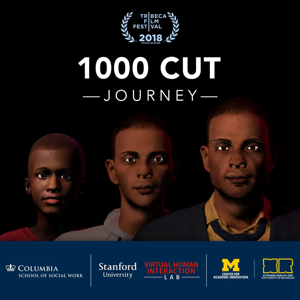 TRIBECA
FILM
FESTIVAL
2018
1000 CUT
—JOURNEY—
COLUMBIA
SCHOOL OF SOCIAL WORK
Stanford
University
VIRTUAL HUMAN
INTERACTION
LAB
M
CENTER FOR
ACADEMIC INNOVATION